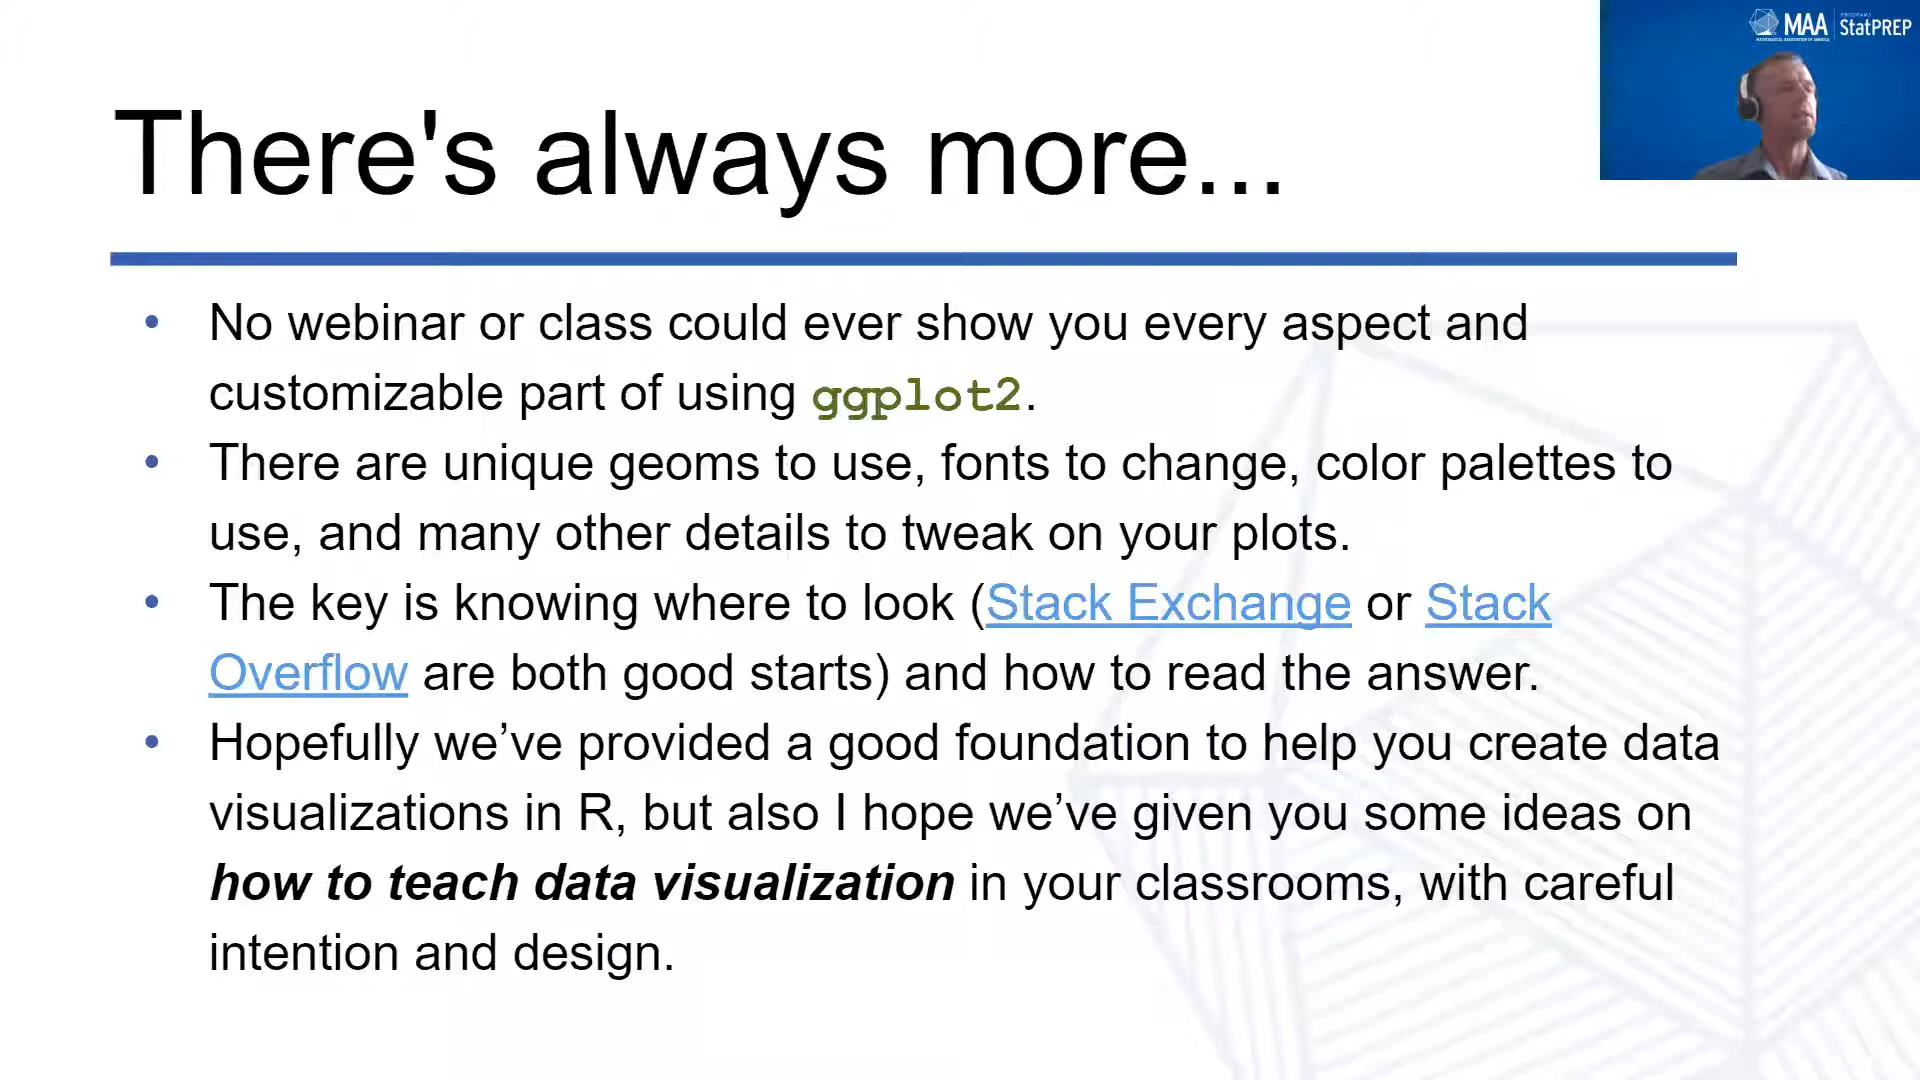 MAA
PROGRAMS
StatPREP
MATHEMATICAL ASSOCIATION OF AMERICA
There's always more...
• No webinar or class could ever show you every aspect and
customizable part of using ggplot2.
• There are unique geoms to use, fonts to change, color palettes to
use, and many other details to tweak on your plots.
• The key is knowing where to look (Stack Exchange or Stack
Overflow are both good starts) and how to read the answer.
• Hopefully we’ve provided a good foundation to help you create data
visualizations in R, but also I hope we’ve given you some ideas on
how to teach data visualization in your classrooms, with careful
intention and design.